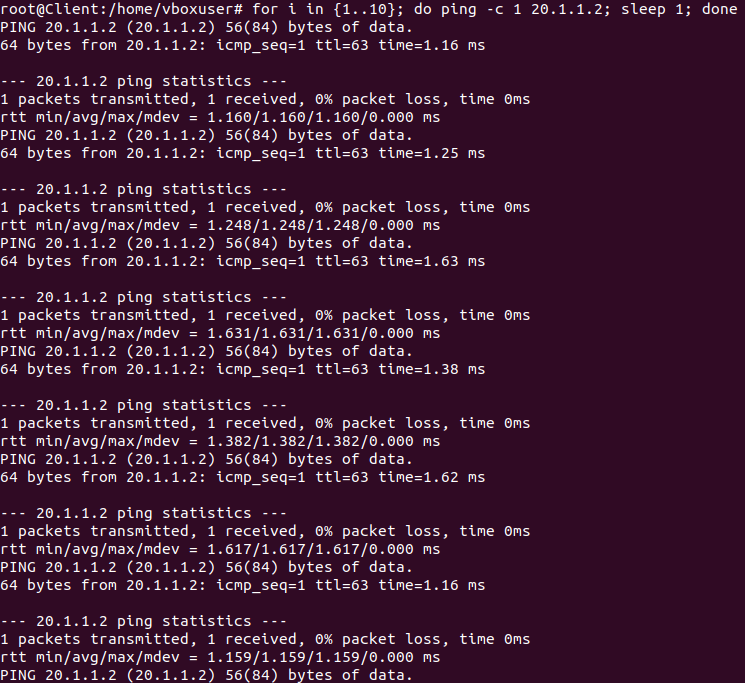 root@Client:/home/vboxuser# for i in {1..10}; do ping -c 1 20.1.1.2; sleep 1; done
PING 20.1.1.2 (20.1.1.2) 56(84) bytes of data.
64 bytes from 20.1.1.2: icmp_seq=1 ttl=63 time=1.16 ms

--- 20.1.1.2 ping statistics ---
1 packets transmitted, 1 received, 0% packet loss, time 0ms
rtt min/avg/max/mdev = 1.160/1.160/1.160/0.000 ms
PING 20.1.1.2 (20.1.1.2) 56(84) bytes of data.
64 bytes from 20.1.1.2: icmp_seq=1 ttl=63 time=1.25 ms

--- 20.1.1.2 ping statistics ---
1 packets transmitted, 1 received, 0% packet loss, time 0ms
rtt min/avg/max/mdev = 1.248/1.248/1.248/0.000 ms
PING 20.1.1.2 (20.1.1.2) 56(84) bytes of data.
64 bytes from 20.1.1.2: icmp_seq=1 ttl=63 time=1.63 ms

--- 20.1.1.2 ping statistics ---
1 packets transmitted, 1 received, 0% packet loss, time 0ms
rtt min/avg/max/mdev = 1.631/1.631/1.631/0.000 ms
PING 20.1.1.2 (20.1.1.2) 56(84) bytes of data.
64 bytes from 20.1.1.2: icmp_seq=1 ttl=63 time=1.38 ms

--- 20.1.1.2 ping statistics ---
1 packets transmitted, 1 received, 0% packet loss, time 0ms
rtt min/avg/max/mdev = 1.382/1.382/1.382/0.000 ms
PING 20.1.1.2 (20.1.1.2) 56(84) bytes of data.
64 bytes from 20.1.1.2: icmp_seq=1 ttl=63 time=1.62 ms

--- 20.1.1.2 ping statistics ---
1 packets transmitted, 1 received, 0% packet loss, time 0ms
rtt min/avg/max/mdev = 1.617/1.617/1.617/0.000 ms
PING 20.1.1.2 (20.1.1.2) 56(84) bytes of data.
64 bytes from 20.1.1.2: icmp_seq=1 ttl=63 time=1.16 ms

--- 20.1.1.2 ping statistics ---
1 packets transmitted, 1 received, 0% packet loss, time 0ms
rtt min/avg/max/mdev = 1.159/1.159/1.159/0.000 ms
PING 20.1.1.2 (20.1.1.2) 56(84) bytes of data.